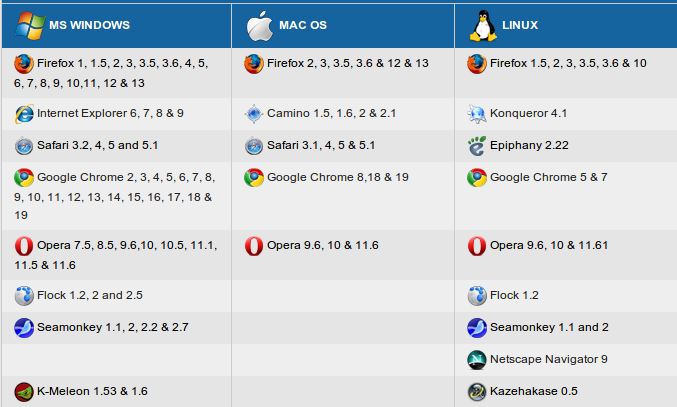 MS WINDOWS MAC OS LINUX
Firefox 1, 1.5, 2, 3, 3.5, 3.6, 4, 5,
6, 7, 8, 9, 10,11, 12 & 13
Firefox 2, 3, 3.5, 3.6 & 12 & 13
Firefox 1.5, 2, 3, 3.5, 3.6 & 10
Internet Explorer 6, 7, 8 & 9
Camino 1.5, 1.6, 2 & 2.1
Konqueror 4.1
Safari 3.2, 4, 5 and 5.1
Safari 3.1, 4, 5 & 5.1
Epiphany 2.22
Google Chrome 2, 3, 4, 5, 6, 7, 8,
9, 10, 11, 12, 13, 14, 15, 16, 17, 18 &
19
Google Chrome 8,18 & 19
Google Chrome 5 & 7
Opera 7.5, 8.5, 9.6,10, 10.5, 11.1,
11.5 & 11.6
Opera 9.6, 10 & 11.6
Opera 9.6, 10 & 11.61
Flock 1.2, 2 and 2.5
Flock 1.2
Seamonkey 1.1, 2, 2.2 & 2.7
Seamonkey 1.1 and 2
Netscape Navigator 9
K-Meleon 1.53 & 1.6
Kazehakase 0.5